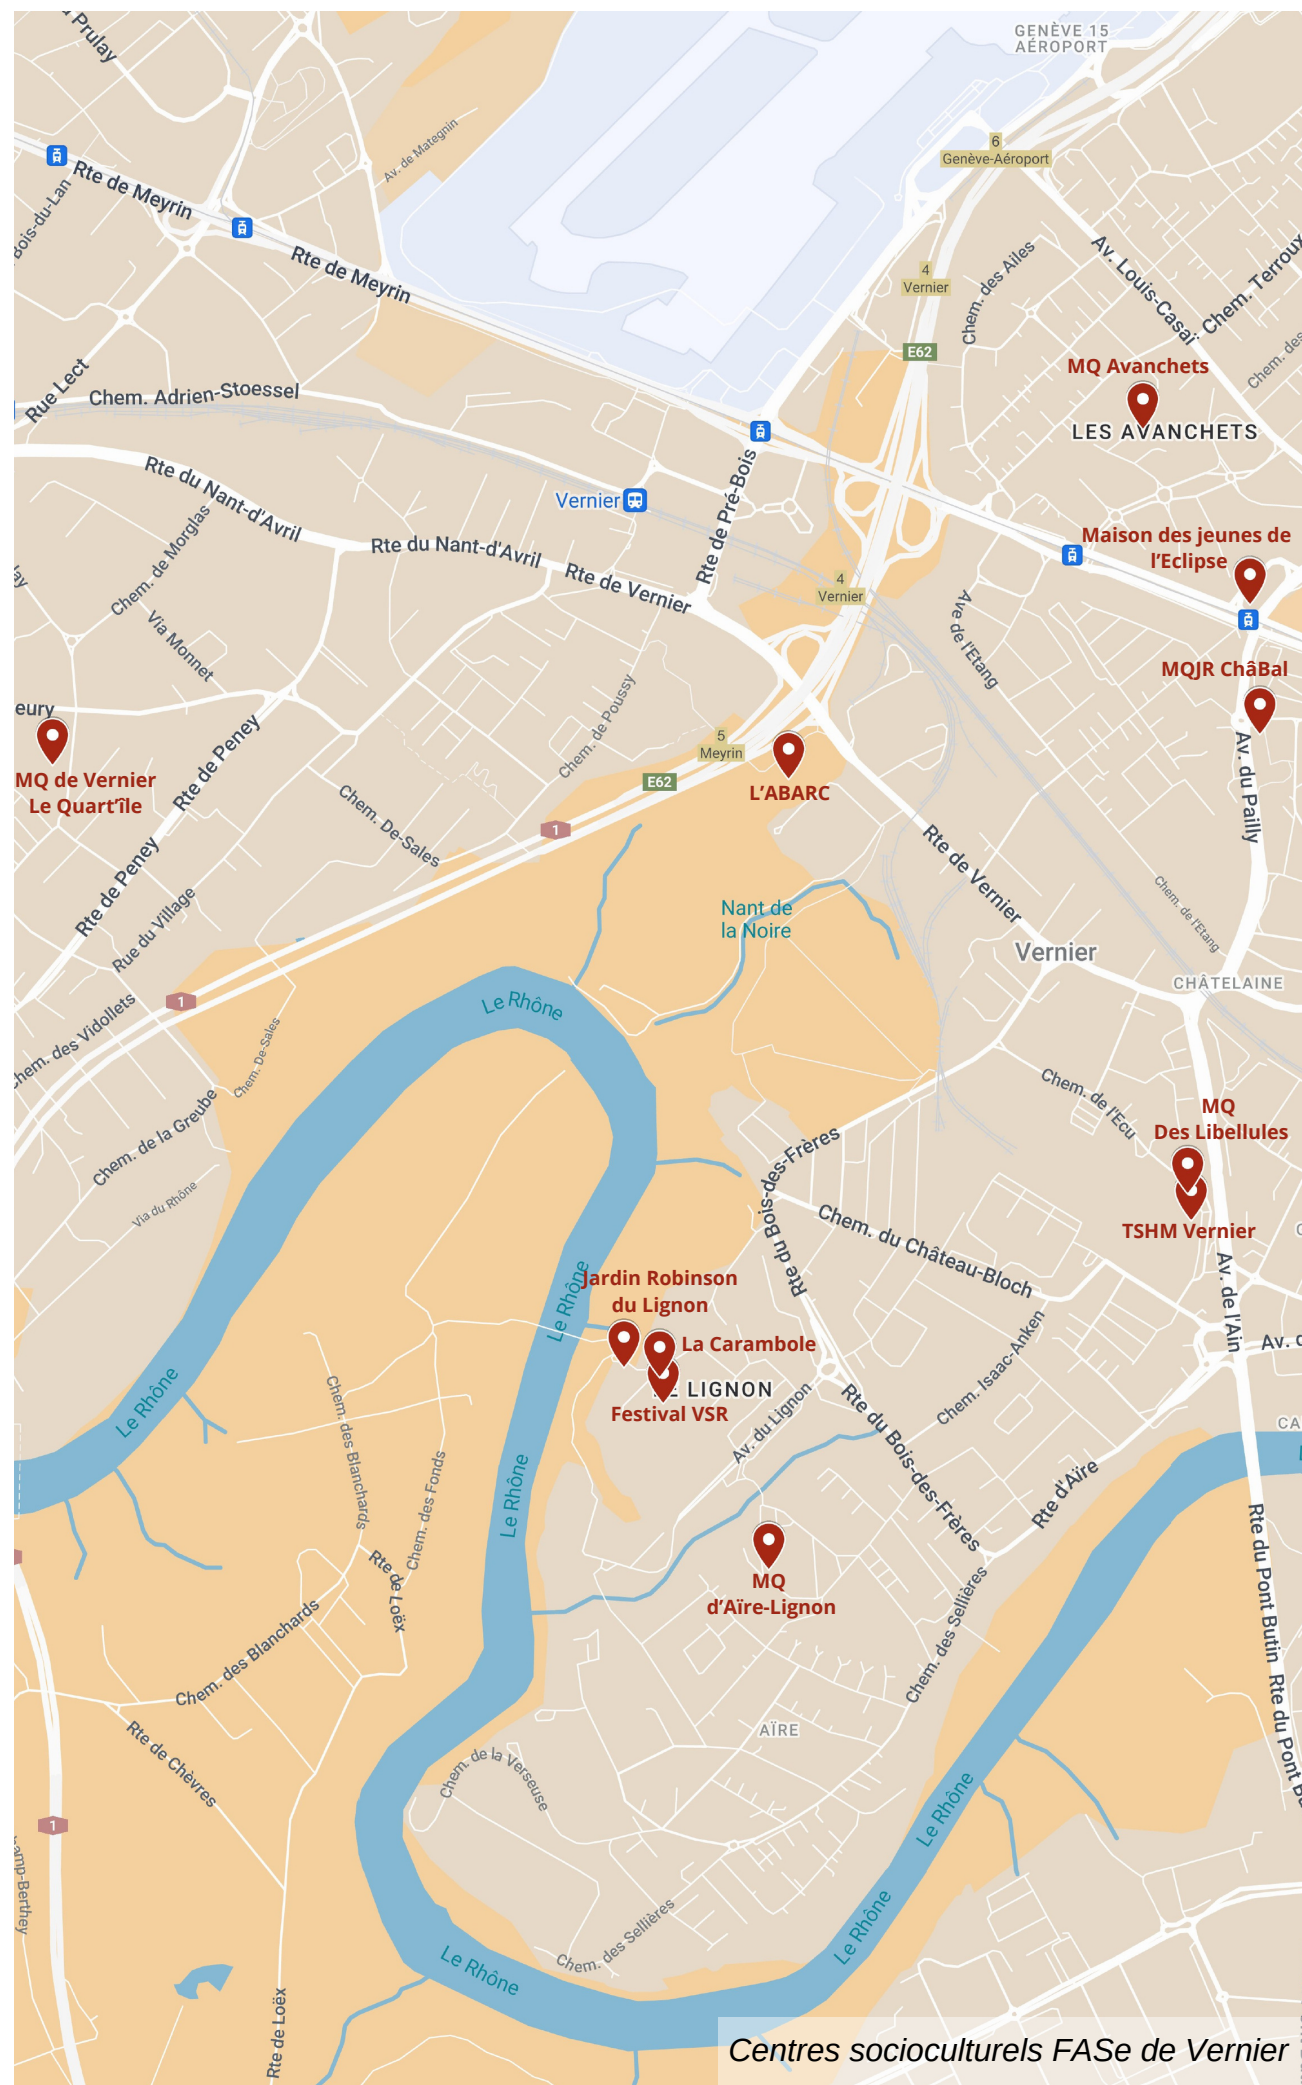 Prulay
GENÈVE 15
AÉROPORT
Av. de Mategnin
6
Genève-Aéroport
Rte de Meyrin
Bois-du-Lan
Rte de Meyrin
Av. Louis-Casaï
Chem. Terroux
Chem. des Ailes
4
Vernier
E62
Chem. des
MQ Avanchets
LES AVANCHETS
Rue Lect
Chem. Adrien-Stoessel
Rte du Nant-d'Avril
Vernier
Rte de Pré-Bois
Chem. de Morglas
Rte du Nant-d'Avril
Rte de Vernier
Maison des jeunes de
l'Eclipse
4
Vernier
Ave de l'Etang
Via Monnet
MQJR ChâBal
eury
Chem. de Poussy
5
Meyrin
E62
L'ABARC
MQ de Vernier
Le Quart'île
Rte de Peney
Av. du Pailly
Chem. De-Sales
1
Rte de Vernier
Rte de Peney
Rue du Village
Chem. de l'Etang
Nant de
la Noire
Vernier
CHÂTELAINE
1
Le Rhône
Chem. des Vidollets
Chem. De-Sales
Chem. de la Greube
Chem. de l'Ecu
MQ
Des Libellules
Via du Rhône
Rte du Bois-des-Frères
TSHM Vernier
Chem. du Château-Bloch
Av. de l'Ain
Jardin Robinson
du Lignon
Le Rhône
La Carambole
LIGNON
Festival VSR
Chem. Isaac-Anken
Av.
Le Rhône
Chem. des Blanchards
Av. du Lignon
Rte du Bois-des-Frères
CA
Chem. des Fonds
Le Rhône
Rte d'Aïre
Rte du Pont Butin
Rte de Loëx
MQ
d'Aïre-Lignon
Chem. des Sellières
Chem. des Blanchards
Rte du Pont
AÏRE
Rte de Chèvres
Chem. de la Verseuse
1
Le Rhône
amp-Berthey
Chem. des Sellières
Le Rhône
Le Rhône
Rte de Loëx
Centres socioculturels FASe de Vernier